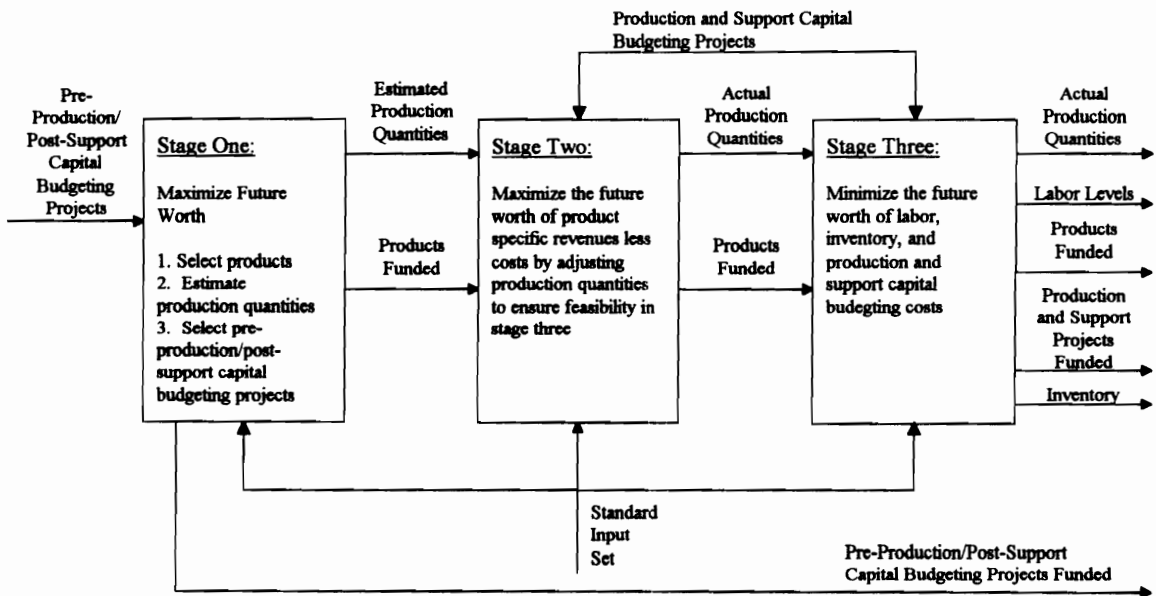 Production and Support Capital
Budgeting Projects
Pre-
Production/
Post-Support
Capital
Budgeting
Projects
Stage One:
Maximize Future
Worth
1. Select products
2. Estimate
production quantities
3. Select pre-
production/post-
support capital
budgeting projects
Estimated
Production
Quantities
Products
Funded
Stage Two:
Maximize the future
worth of product
specific revenues less
costs by adjusting
production quantities
to ensure feasibility in
stage three
Actual
Production
Quantities
Products
Funded
Stage Three:
Minimize the future
worth of labor,
inventory, and
production and
support capital
budegting costs
Actual
Production
Quantities
Labor Levels
Products
Funded
Production
and Support
Projects
Funded
Inventory
Standard
Input
Set
Pre-Production/Post-Support
Capital Budgeting Projects Funded